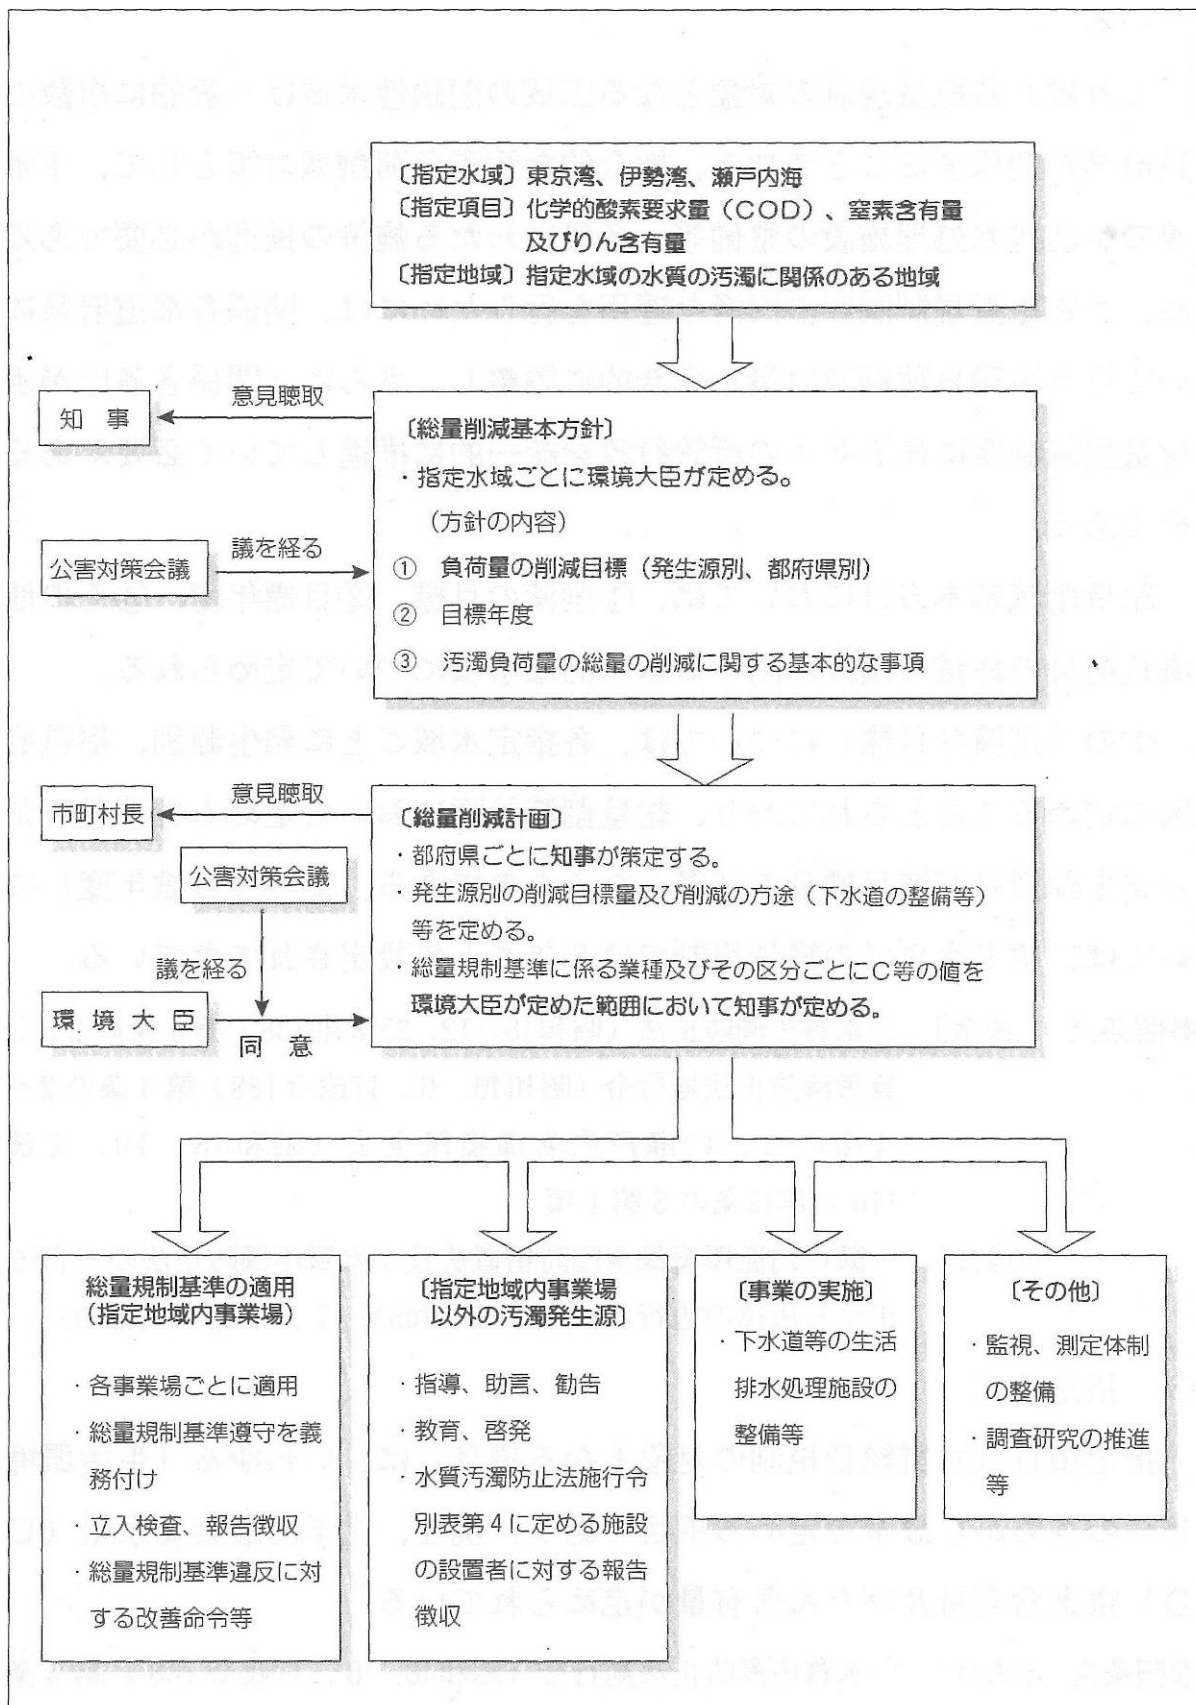 〔指定水域〕東京湾、伊勢湾、瀬戸内海
〔指定項目〕化学的酸素要求量（COD）、窒素含有量
及びりん含有量
〔指定地域〕指定水域の水質の汚濁に関係のある地域
知　事
意見聴取
〔総量削減基本方針〕
・指定水域ごとに環境大臣が定める。
（方針の内容）
公害対策会議
議を経る
①　負荷量の削減目標（発生源別、都府県別）
②　目標年度
③　汚濁負荷量の総量の削減に関する基本的な事項
市町村長
意見聴取
公害対策会議
議を経る
環 境 大 臣
同　意
〔総量削減計画〕
・都府県ごとに知事が策定する。
・発生源別の削減目標量及び削減の方途（下水道の整備等）
等を定める。
・総量規制基準に係る業種及びその区分ごとにC等の値を
環境大臣が定めた範囲において知事が定める。
総量規制基準の適用
（指定地域内事業場）
・各事業場ごとに適用
・総量規制基準遵守を義
務付け
・立入検査、報告徴収
・総量規制基準違反に対
する改善命令等
〔指定地域内事業場
以外の汚濁発生源〕
・指導、助言、勧告
・教育、啓発
・水質汚濁防止法施行令
別表第4に定める施設
の設置者に対する報告
徴収
〔事業の実施〕
・下水道等の生活
排水処理施設の
整備等
〔その他〕
・監視、測定体制
の整備
・調査研究の推進
等